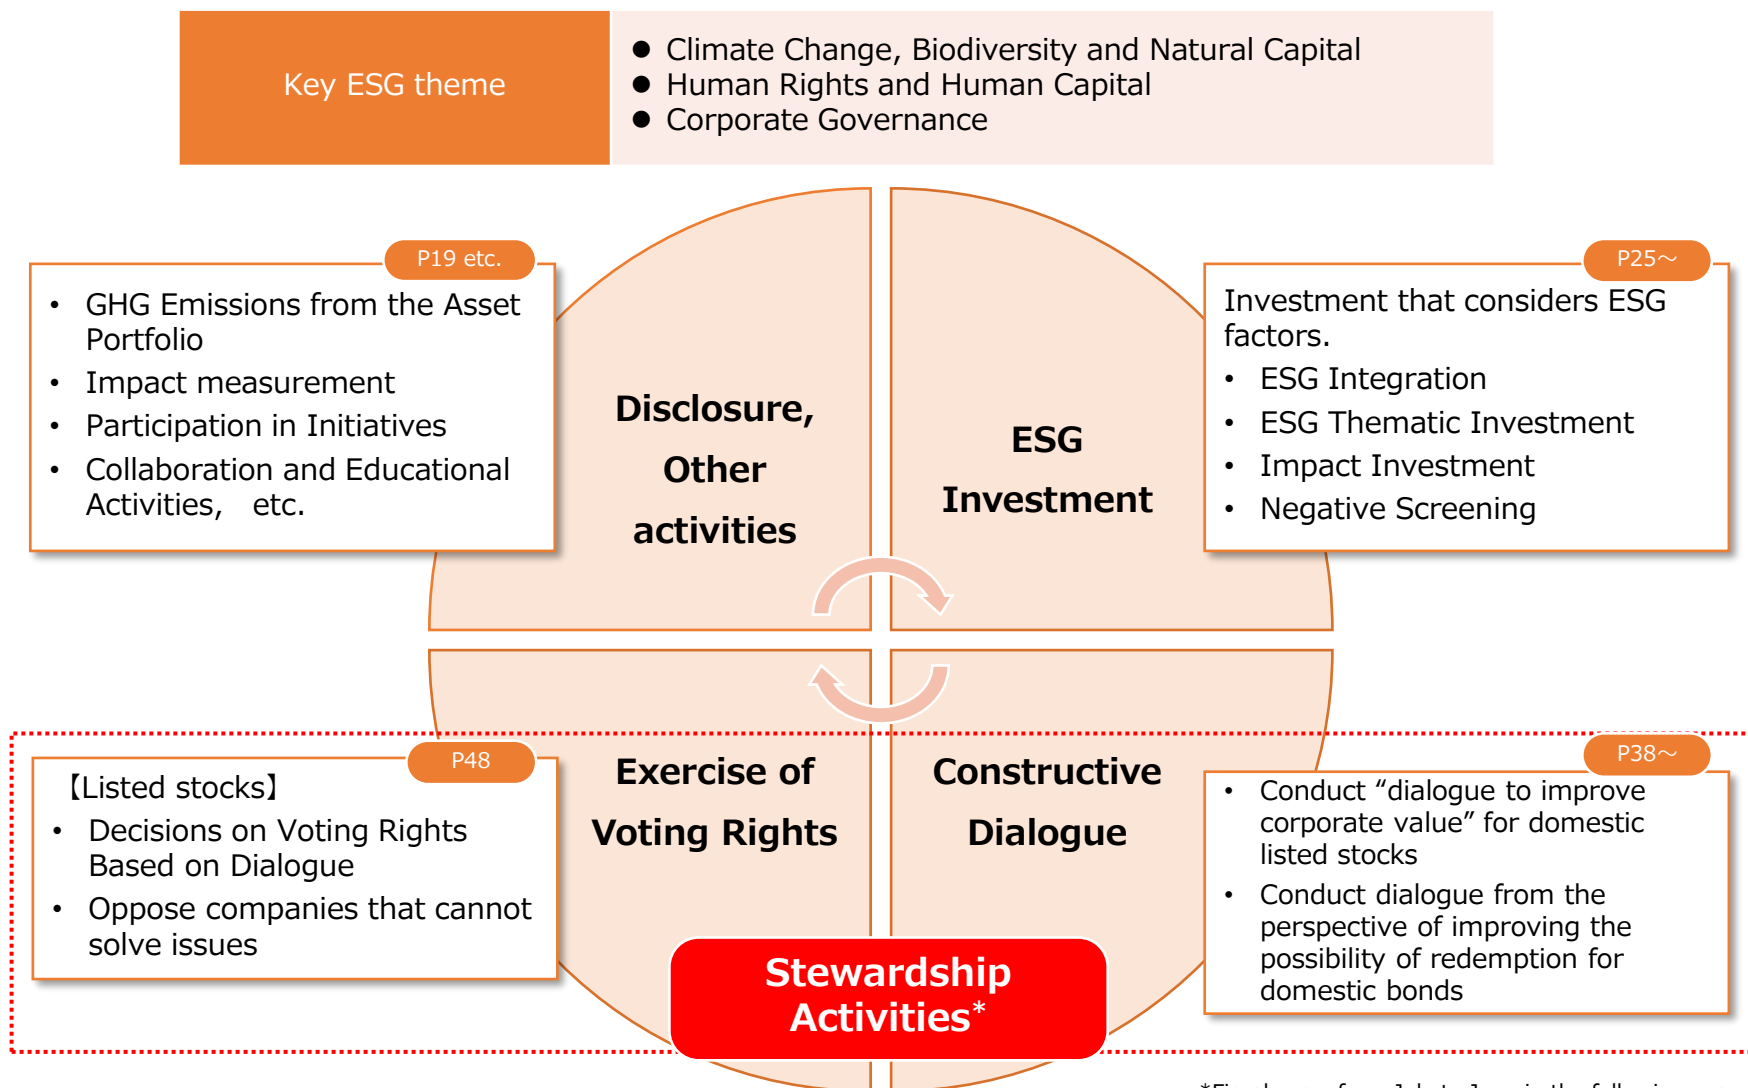 Key ESG theme
● Climate Change, Biodiversity and Natural Capital
● Human Rights and Human Capital
● Corporate Governance
P19 etc.
• GHG Emissions from the Asset
Portfolio
• Impact measurement
• Participation in Initiatives
• Collaboration and Educational
Activities, etc.
Disclosure,
Other
activities
ESG
Investment
P25～
Investment that considers ESG
factors.
• ESG Integration
• ESG Thematic Investment
• Impact Investment
• Negative Screening
P48
【Listed stocks】
• Decisions on Voting Rights
Based on Dialogue
• Oppose companies that cannot
solve issues
Exercise of
Voting Rights
Constructive
Dialogue
P38～
• Conduct “dialogue to improve
corporate value” for domestic
listed stocks
• Conduct dialogue from the
perspective of improving the
possibility of redemption for
domestic bonds
Stewardship
Activities*